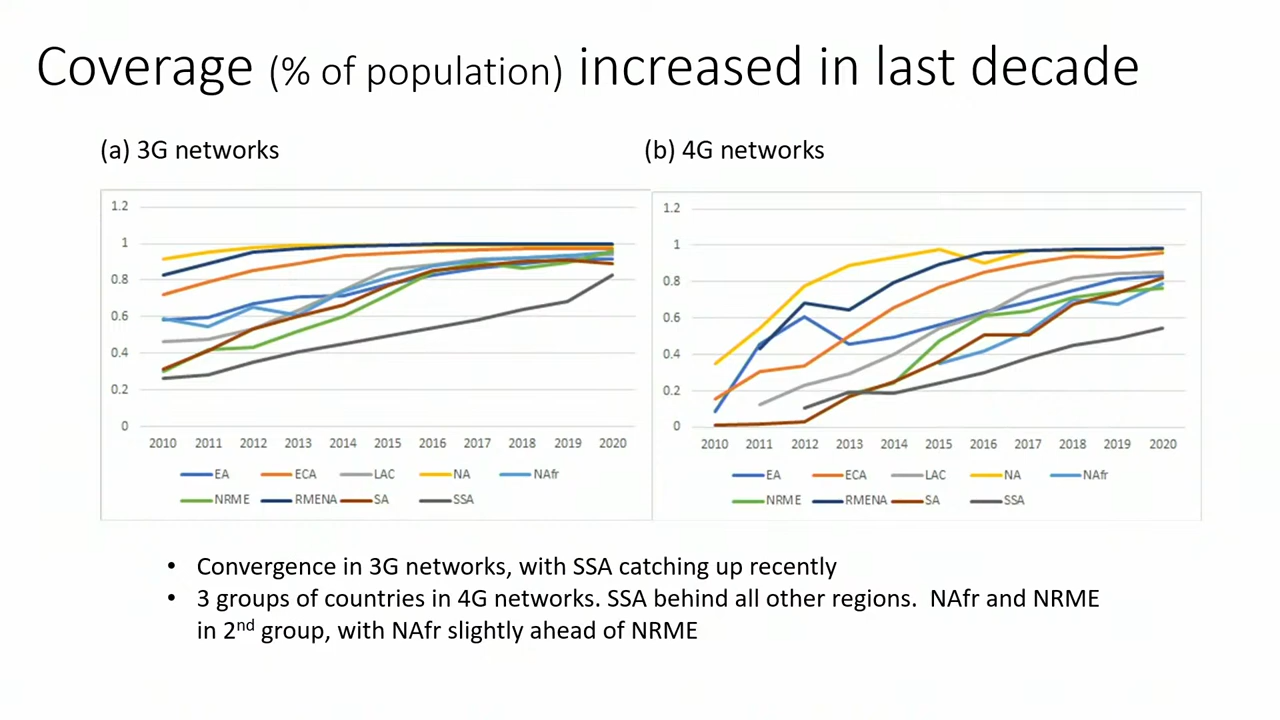 Coverage (% of population) increased in last decade
(a) 3G networks
1.2
1
0.8
0.6
0.4
0.2
0
2010 2011 2012 2013 2014 2015 2016 2017 2018 2019 2020
EA ECA LAC NA NAfr
NRME RMENA SA SSA
(b) 4G networks
1.2
1
0.8
0.6
0.4
0.2
0
2010 2011 2012 2013 2014 2015 2016 2017 2018 2019 2020
EA ECA LAC NA NAfr
NRME RMENA SA SSA
• Convergence in 3G networks, with SSA catching up recently
• 3 groups of countries in 4G networks. SSA behind all other regions.  NAfr and NRME
in 2nd group, with NAfr slightly ahead of NRME